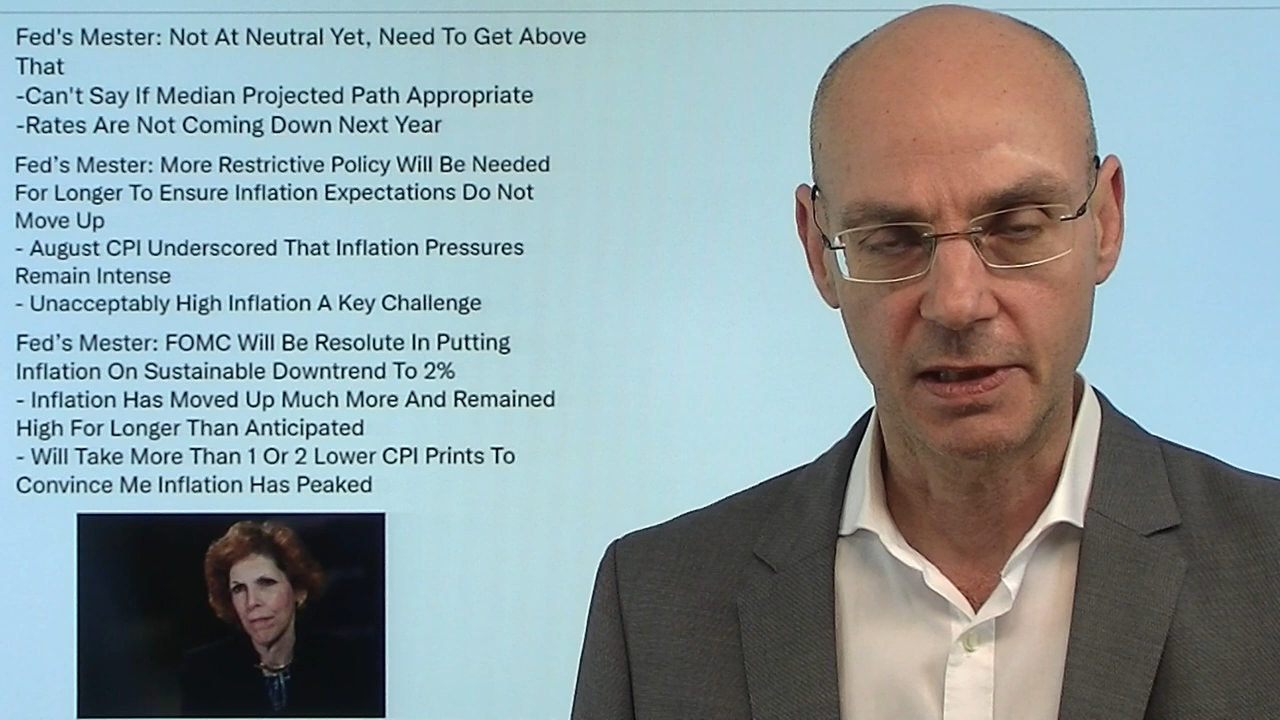 Fed's Mester: Not At Neutral Yet, Need To Get Above
That
-Can't Say If Median Projected Path Appropriate
-Rates Are Not Coming Down Next Year
Fed’s Mester: More Restrictive Policy Will Be Needed
For Longer To Ensure Inflation Expectations Do Not
Move Up
- August CPI Underscored That Inflation Pressures
Remain Intense
- Unacceptably High Inflation A Key Challenge
Fed’s Mester: FOMC Will Be Resolute In Putting
Inflation On Sustainable Downtrend To 2%
- Inflation Has Moved Up Much More And Remained
High For Longer Than Anticipated
- Will Take More Than 1 Or 2 Lower CPI Prints To
Convince Me Inflation Has Peaked